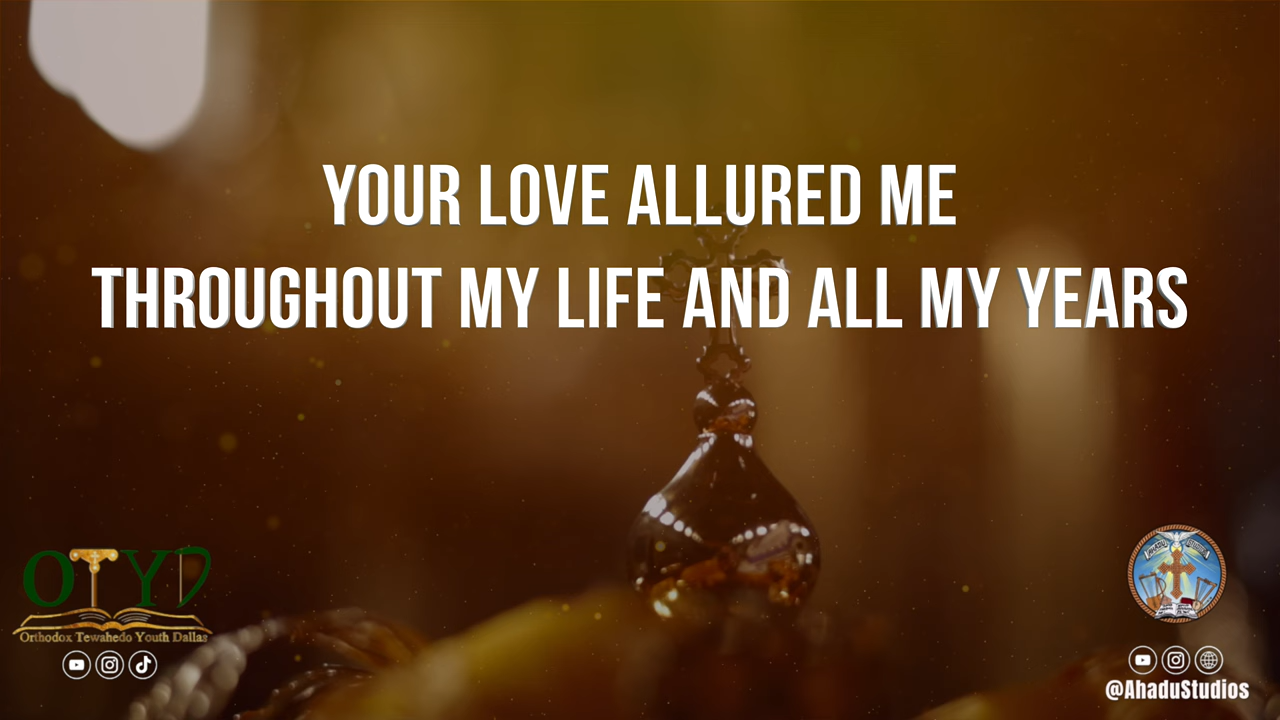 YOUR LOVE ALLURED ME
THROUGHOUT MY LIFE AND ALL MY YEARS
OTYD
Orthodox Tewahedo Youth Dallas
@AhaduStudios